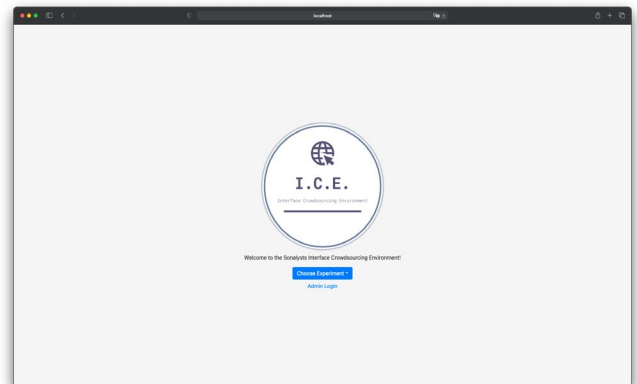 localhost
I.C.E.
Interface Crowdsourcing Environment
Welcome to the Sonalysts Interface Crowdsourcing Environment!
Choose Experiment
Admin Login